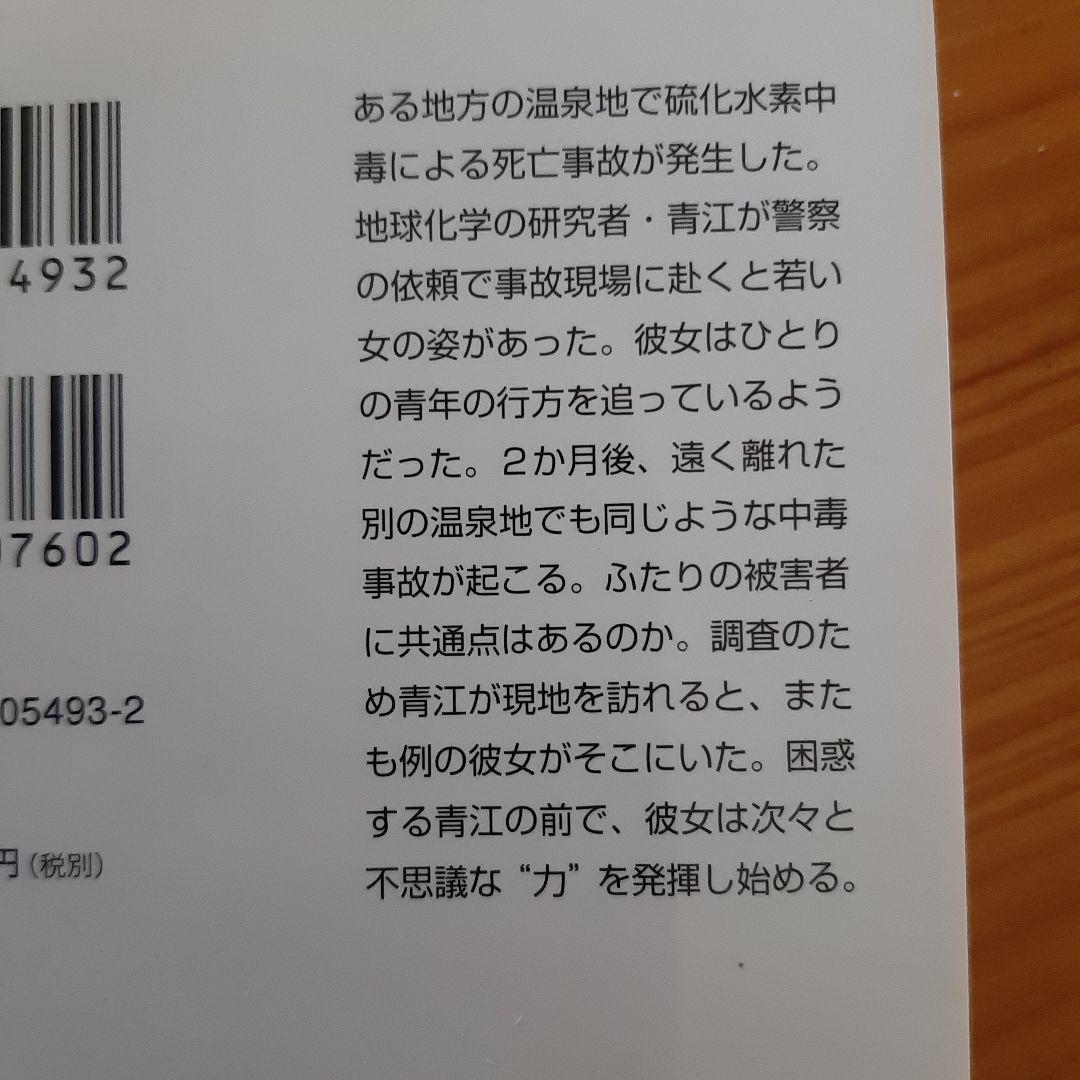 ある地方の温泉地で硫化水素中
毒による死亡事故が発生した。
地球化学の研究者・青江が警察
の依頼で事故現場に赴くと若い
女の姿があった。彼女はひとり
の青年の行方を追っているよう
だった。2か月後、遠く離れた
別の温泉地でも同じような中毒
事故が起こる。ふたりの被害者
に共通点はあるのか。調査のた
め青江が現地を訪れると、また
も例の彼女がそこにいた。困惑
する青江の前で、彼女は次々と
不思議な“力”を発揮し始める。
4932
7602
05493-2
円(税別)